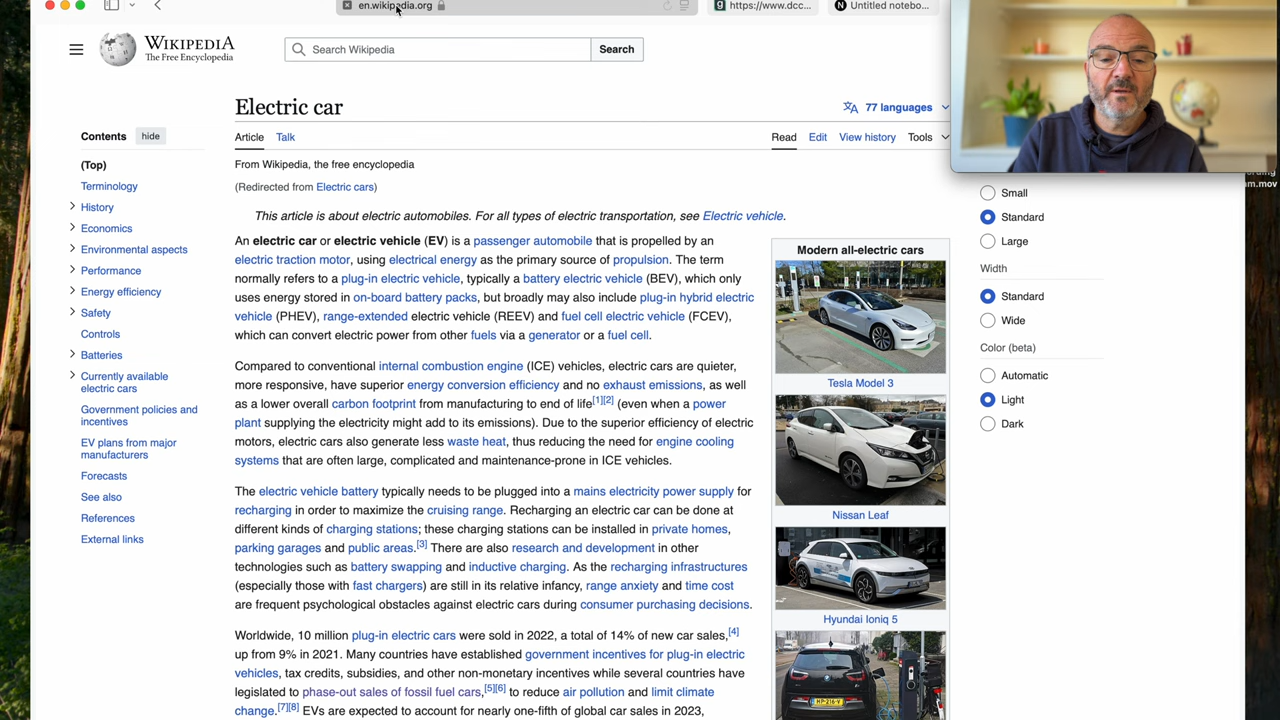 en.wikipedia.org
https://www.dcc...
Untitled notebo...
WIKIPEDIA
The Free Encyclopedia
Search Wikipedia
Search
Electric car
77 languages
Contents
hide
Article
Talk
Read
Edit
View history
Tools
(Top)
From Wikipedia, the free encyclopedia
m.mov
Terminology
(Redirected from Electric cars)
Small
History
This article is about electric automobiles. For all types of electric transportation, see Electric vehicle.
Standard
Economics
Large
Environmental aspects
Performance
Energy efficiency
Safety
Controls
Batteries
Currently available
electric cars
Government policies and
incentives
EV plans from major
manufacturers
Forecasts
See also
References
External links
An electric car or electric vehicle (EV) is a passenger automobile that is propelled by an
electric traction motor, using electrical energy as the primary source of propulsion. The term
normally refers to a plug-in electric vehicle, typically a battery electric vehicle (BEV), which only
uses energy stored in on-board battery packs, but broadly may also include plug-in hybrid electric
vehicle (PHEV), range-extended electric vehicle (REEV) and fuel cell electric vehicle (FCEV),
which can convert electric power from other fuels via a generator or a fuel cell.
Compared to conventional internal combustion engine (ICE) vehicles, electric cars are quieter,
more responsive, have superior energy conversion efficiency and no exhaust emissions, as well
as a lower overall carbon footprint from manufacturing to end of life[1][2] (even when a power
plant supplying the electricity might add to its emissions). Due to the superior efficiency of electric
motors, electric cars also generate less waste heat, thus reducing the need for engine cooling
systems that are often large, complicated and maintenance-prone in ICE vehicles.
The electric vehicle battery typically needs to be plugged into a mains electricity power supply for
recharging in order to maximize the cruising range. Recharging an electric car can be done at
different kinds of charging stations; these charging stations can be installed in private homes,
parking garages and public areas.[3] There are also research and development in other
technologies such as battery swapping and inductive charging. As the recharging infrastructures
(especially those with fast chargers) are still in its relative infancy, range anxiety and time cost
are frequent psychological obstacles against electric cars during consumer purchasing decisions.
Worldwide, 10 million plug-in electric cars were sold in 2022, a total of 14% of new car sales,[4]
up from 9% in 2021. Many countries have established government incentives for plug-in electric
vehicles, tax credits, subsidies, and other non-monetary incentives while several countries have
legislated to phase-out sales of fossil fuel cars,[5][6] to reduce air pollution and limit climate
change.[7][8] EVs are expected to account for nearly one-fifth of global car sales in 2023,
Modern all-electric cars
Tesla Model 3
Nissan Leaf
Hyundai Ioniq 5
Width
Standard
Wide
Color (beta)
Automatic
Light
Dark